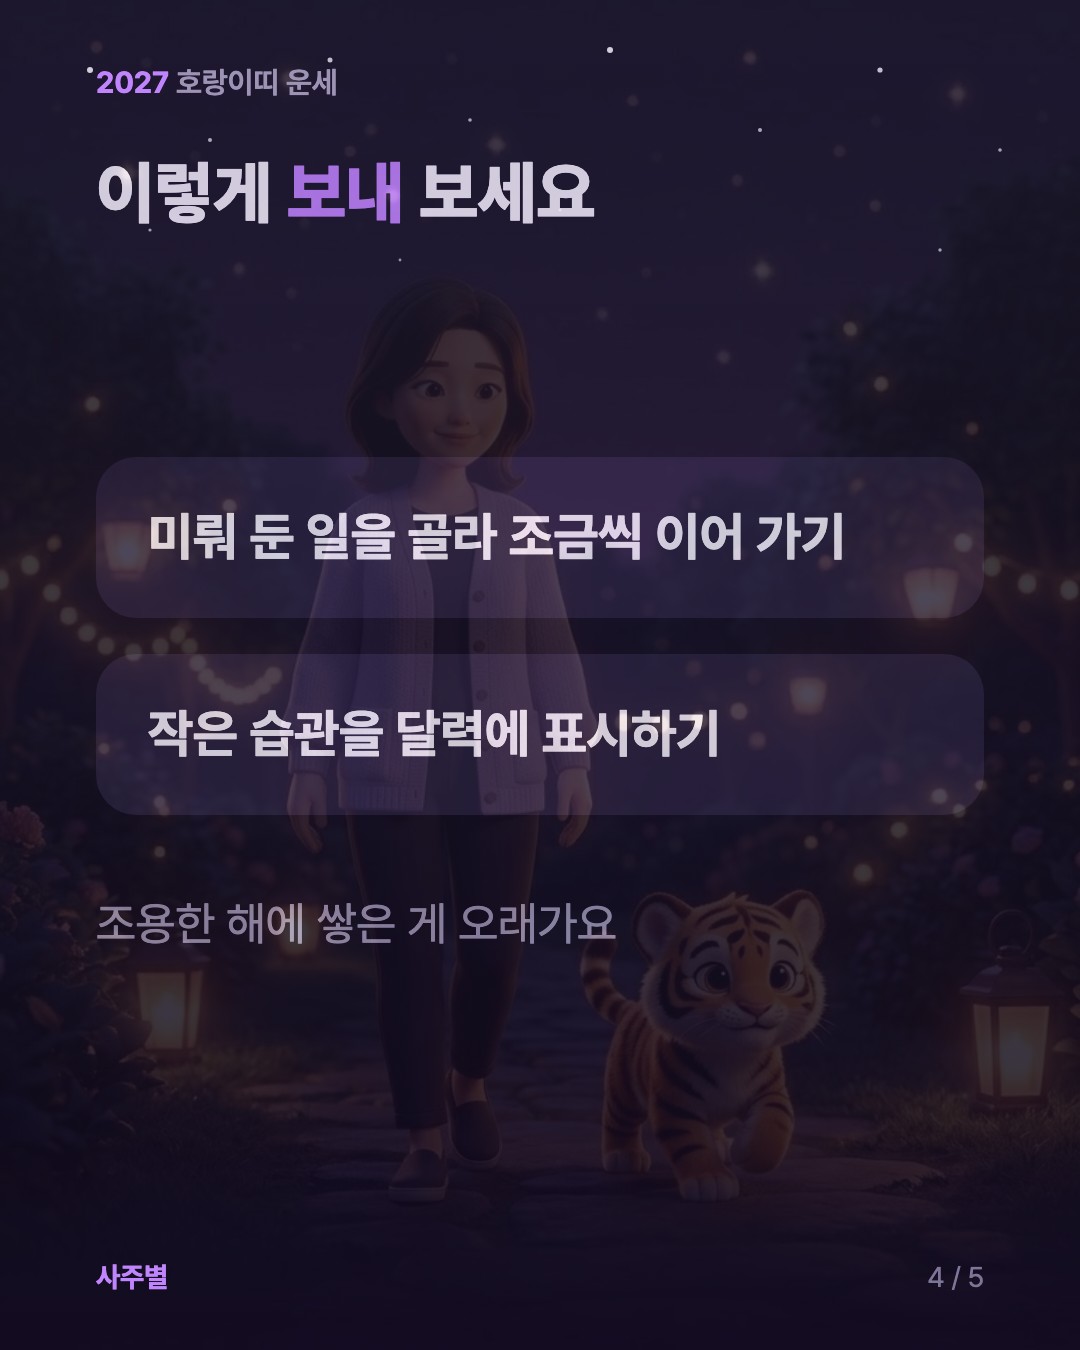 2027 호랑이띠 운세
이렇게 보내 보세요
미뤄 둔 일을 골라 조금씩 이어 가기
작은 습관을 달력에 표시하기
조용한 해에 쌓은 게 오래가요
사주별
4 / 5